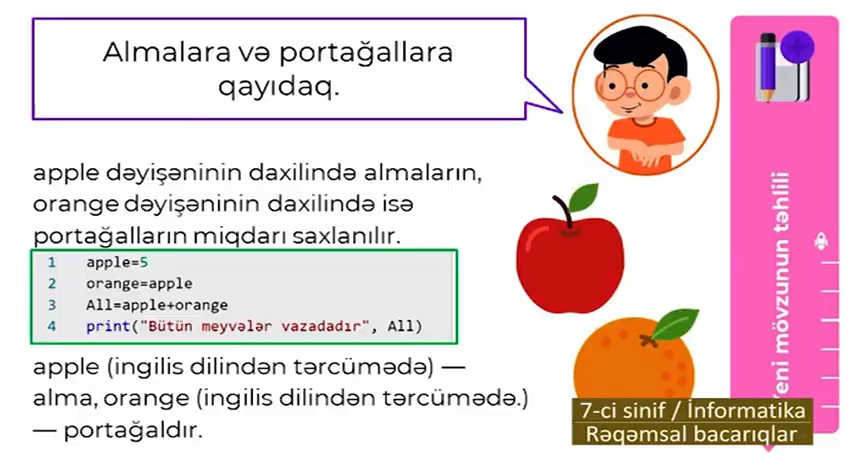 Almalara və portağallara
qayıdaq.
apple dəyişəninin daxilində almaların,
orange dəyişəninin daxilində isə
portağalların miqdarı saxlanılır.
1 apple=5
2 orange=apple
3 All=apple+orange
4 print("Bütün meyvələr vazadadır", All)
apple (ingilis dilindən tərcümədə) —
alma, orange (ingilis dilindən tərcümədə.)
— portağaldır.
Yeni mövzunun təhlili
7-ci sinif / İnformatika
Rəqəmsal bacarıqlar